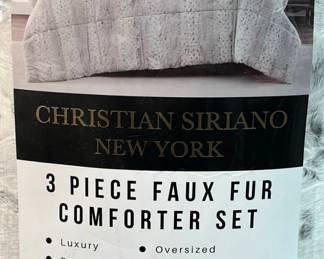 CHRISTIAN SIRIANO
NEW YORK
3 PIECE FAUX FUR
COMFORTER SET
• Luxury • Oversized